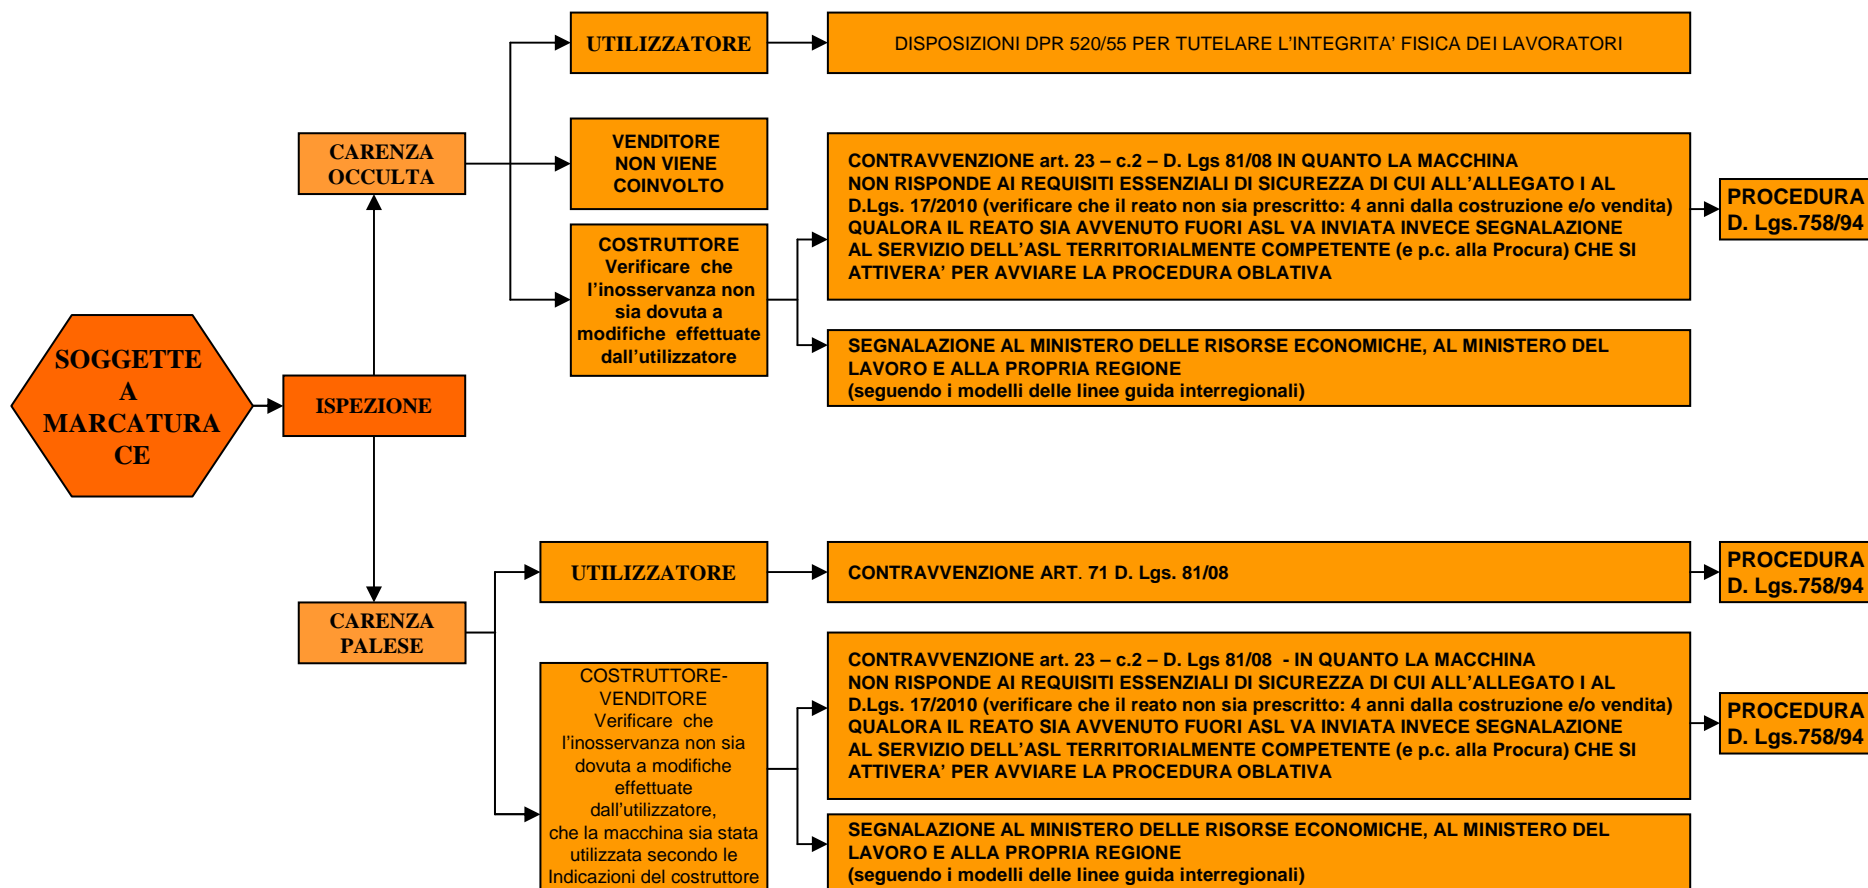 SOGGETTE
A
MARCATURA
CE
ISPEZIONE
CARENZA
OCCULTA
UTILIZZATORE
DISPOSIZIONI DPR 520/55 PER TUTELARE L'INTEGRITA' FISICA DEI LAVORATORI
VENDITORE
NON VIENE
COINVOLTO
COSTRUTTORE
Verificare che
l'inosservanza non
sia dovuta a
modifiche effettuate
dall'utilizzatore
CONTRAVVENZIONE art. 23 – c.2 – D. Lgs 81/08 IN QUANTO LA MACCHINA
NON RISPONDE AI REQUISITI ESSENZIALI DI SICUREZZA DI CUI ALL'ALLEGATO I AL
D.Lgs. 17/2010 (verificare che il reato non sia prescritto: 4 anni dalla costruzione e/o vendita)
QUALORA IL REATO SIA AVVENUTO FUORI ASL VA INVIATA INVECE SEGNALAZIONE
AL SERVIZIO DELL'ASL TERRITORIALMENTE COMPETENTE (e p.c. alla Procura) CHE SI
ATTIVERA' PER AVVIARE LA PROCEDURA OBLATIVA
PROCEDURA
D. Lgs.758/94
SEGNALAZIONE AL MINISTERO DELLE RISORSE ECONOMICHE, AL MINISTERO DEL
LAVORO E ALLA PROPRIA REGIONE
(seguendo i modelli delle linee guida interregionali)
CARENZA
PALESE
UTILIZZATORE
CONTRAVVENZIONE ART. 71 D. Lgs. 81/08
PROCEDURA
D. Lgs.758/94
COSTRUTTORE-
VENDITORE
Verificare che
l'inosservanza non sia
dovuta a modifiche
effettuate
dall'utilizzatore,
che la macchina sia stata
utilizzata secondo le
Indicazioni del costruttore
CONTRAVVENZIONE art. 23 – c.2 – D. Lgs 81/08 - IN QUANTO LA MACCHINA
NON RISPONDE AI REQUISITI ESSENZIALI DI SICUREZZA DI CUI ALL'ALLEGATO I AL
D.Lgs. 17/2010 (verificare che il reato non sia prescritto: 4 anni dalla costruzione e/o vendita)
QUALORA IL REATO SIA AVVENUTO FUORI ASL VA INVIATA INVECE SEGNALAZIONE
AL SERVIZIO DELL'ASL TERRITORIALMENTE COMPETENTE (e p.c. alla Procura) CHE SI
ATTIVERA' PER AVVIARE LA PROCEDURA OBLATIVA
PROCEDURA
D. Lgs.758/94
SEGNALAZIONE AL MINISTERO DELLE RISORSE ECONOMICHE, AL MINISTERO DEL
LAVORO E ALLA PROPRIA REGIONE
(seguendo i modelli delle linee guida interregionali)